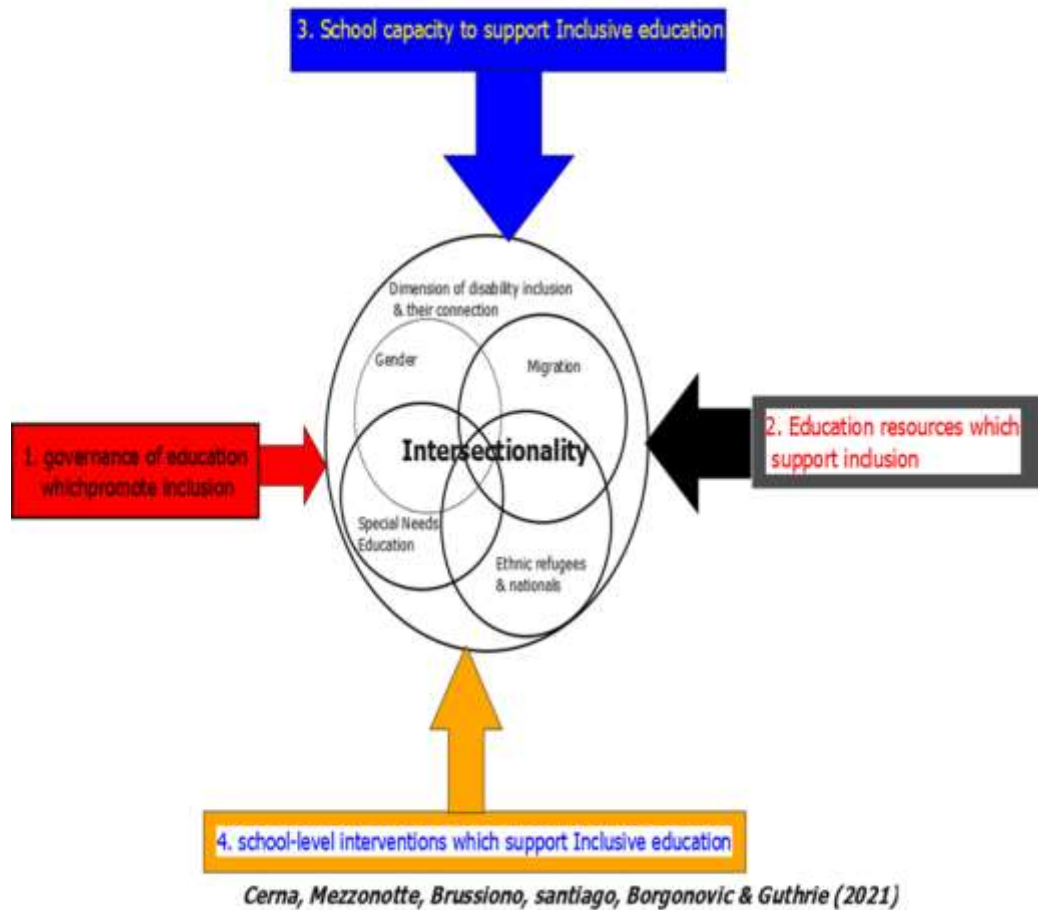 3. School capacity to support Inclusive education
Dimension of disability inclusion
& their connection
Gender
Migration
Intersectionality
1. governance of education
whichpromote inclusion
2. Education resources which
support inclusion
Special Needs
Education
Ethnic refugees
& nationals
4. school-level interventions which support Inclusive education
Cerna, Mezzonotte, Brussiono, santiago, Borgonovic & Guthrie (2021)